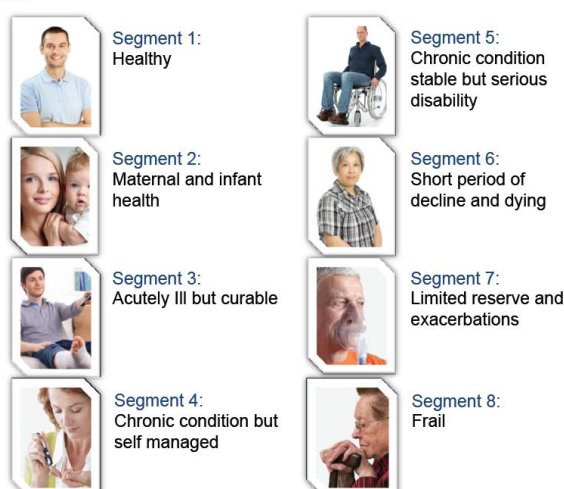 Segment 1:
Healthy
Segment 2:
Maternal and infant
health
Segment 3:
Acutely Ill but curable
Segment 4:
Chronic condition but
self managed
Segment 5:
Chronic condition
stable but serious
disability
Segment 6:
Short period of
decline and dying
Segment 7:
Limited reserve and
exacerbations
Segment 8:
Frail